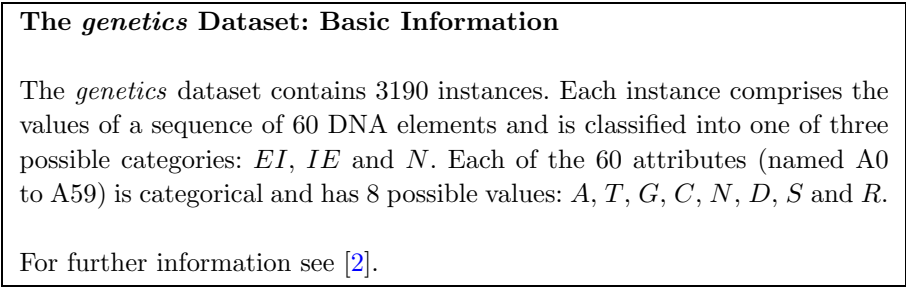 The genetics Dataset: Basic Information
The genetics dataset contains 3190 instances. Each instance comprises the
values of a sequence of 60 DNA elements and is classified into one of three
possible categories: EI, IE and N. Each of the 60 attributes (named A0
to A59) is categorical and has 8 possible values: A, T, G, C, N, D, S and R.
For further information see [2].